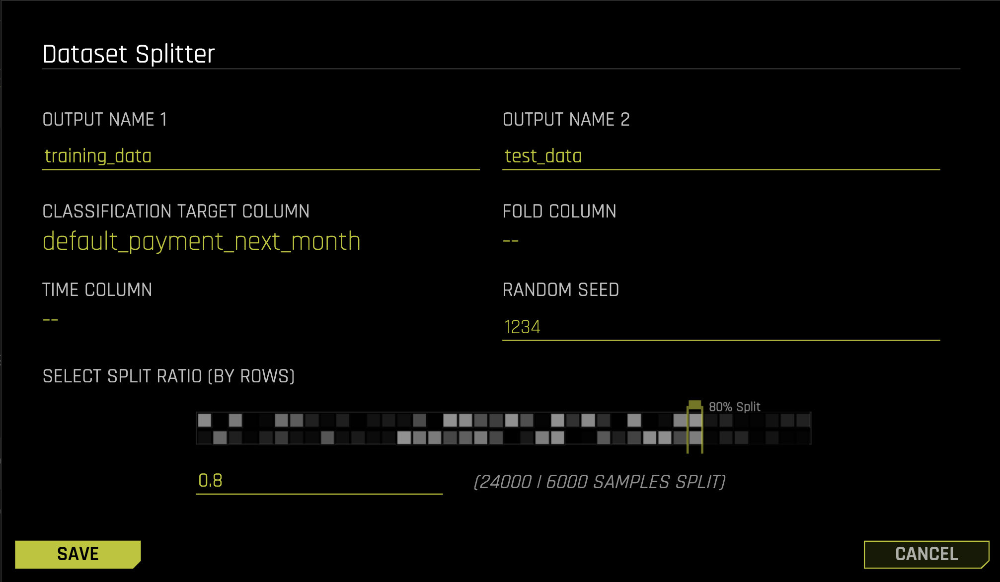 Dataset Splitter
OUTPUT NAME 1
OUTPUT NAME 2
training_data
test_data
CLASSIFICATION TARGET COLUMN
FOLD COLUMN
default_payment_next_month
--
TIME COLUMN
RANDOM SEED
--
1234
SELECT SPLIT RATIO (BY ROWS)
80% Split
0.8
(24000 | 6000 SAMPLES SPLIT)
SAVE
CANCEL